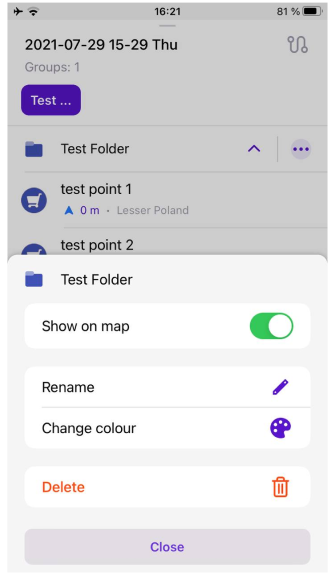 16:21
81 %
2021-07-29 15-29 Thu
Groups: 1
Test ...
Test Folder
test point 1
0 m • Lesser Poland
test point 2
Test Folder
Show on map
Rename
Change colour
Delete
Close